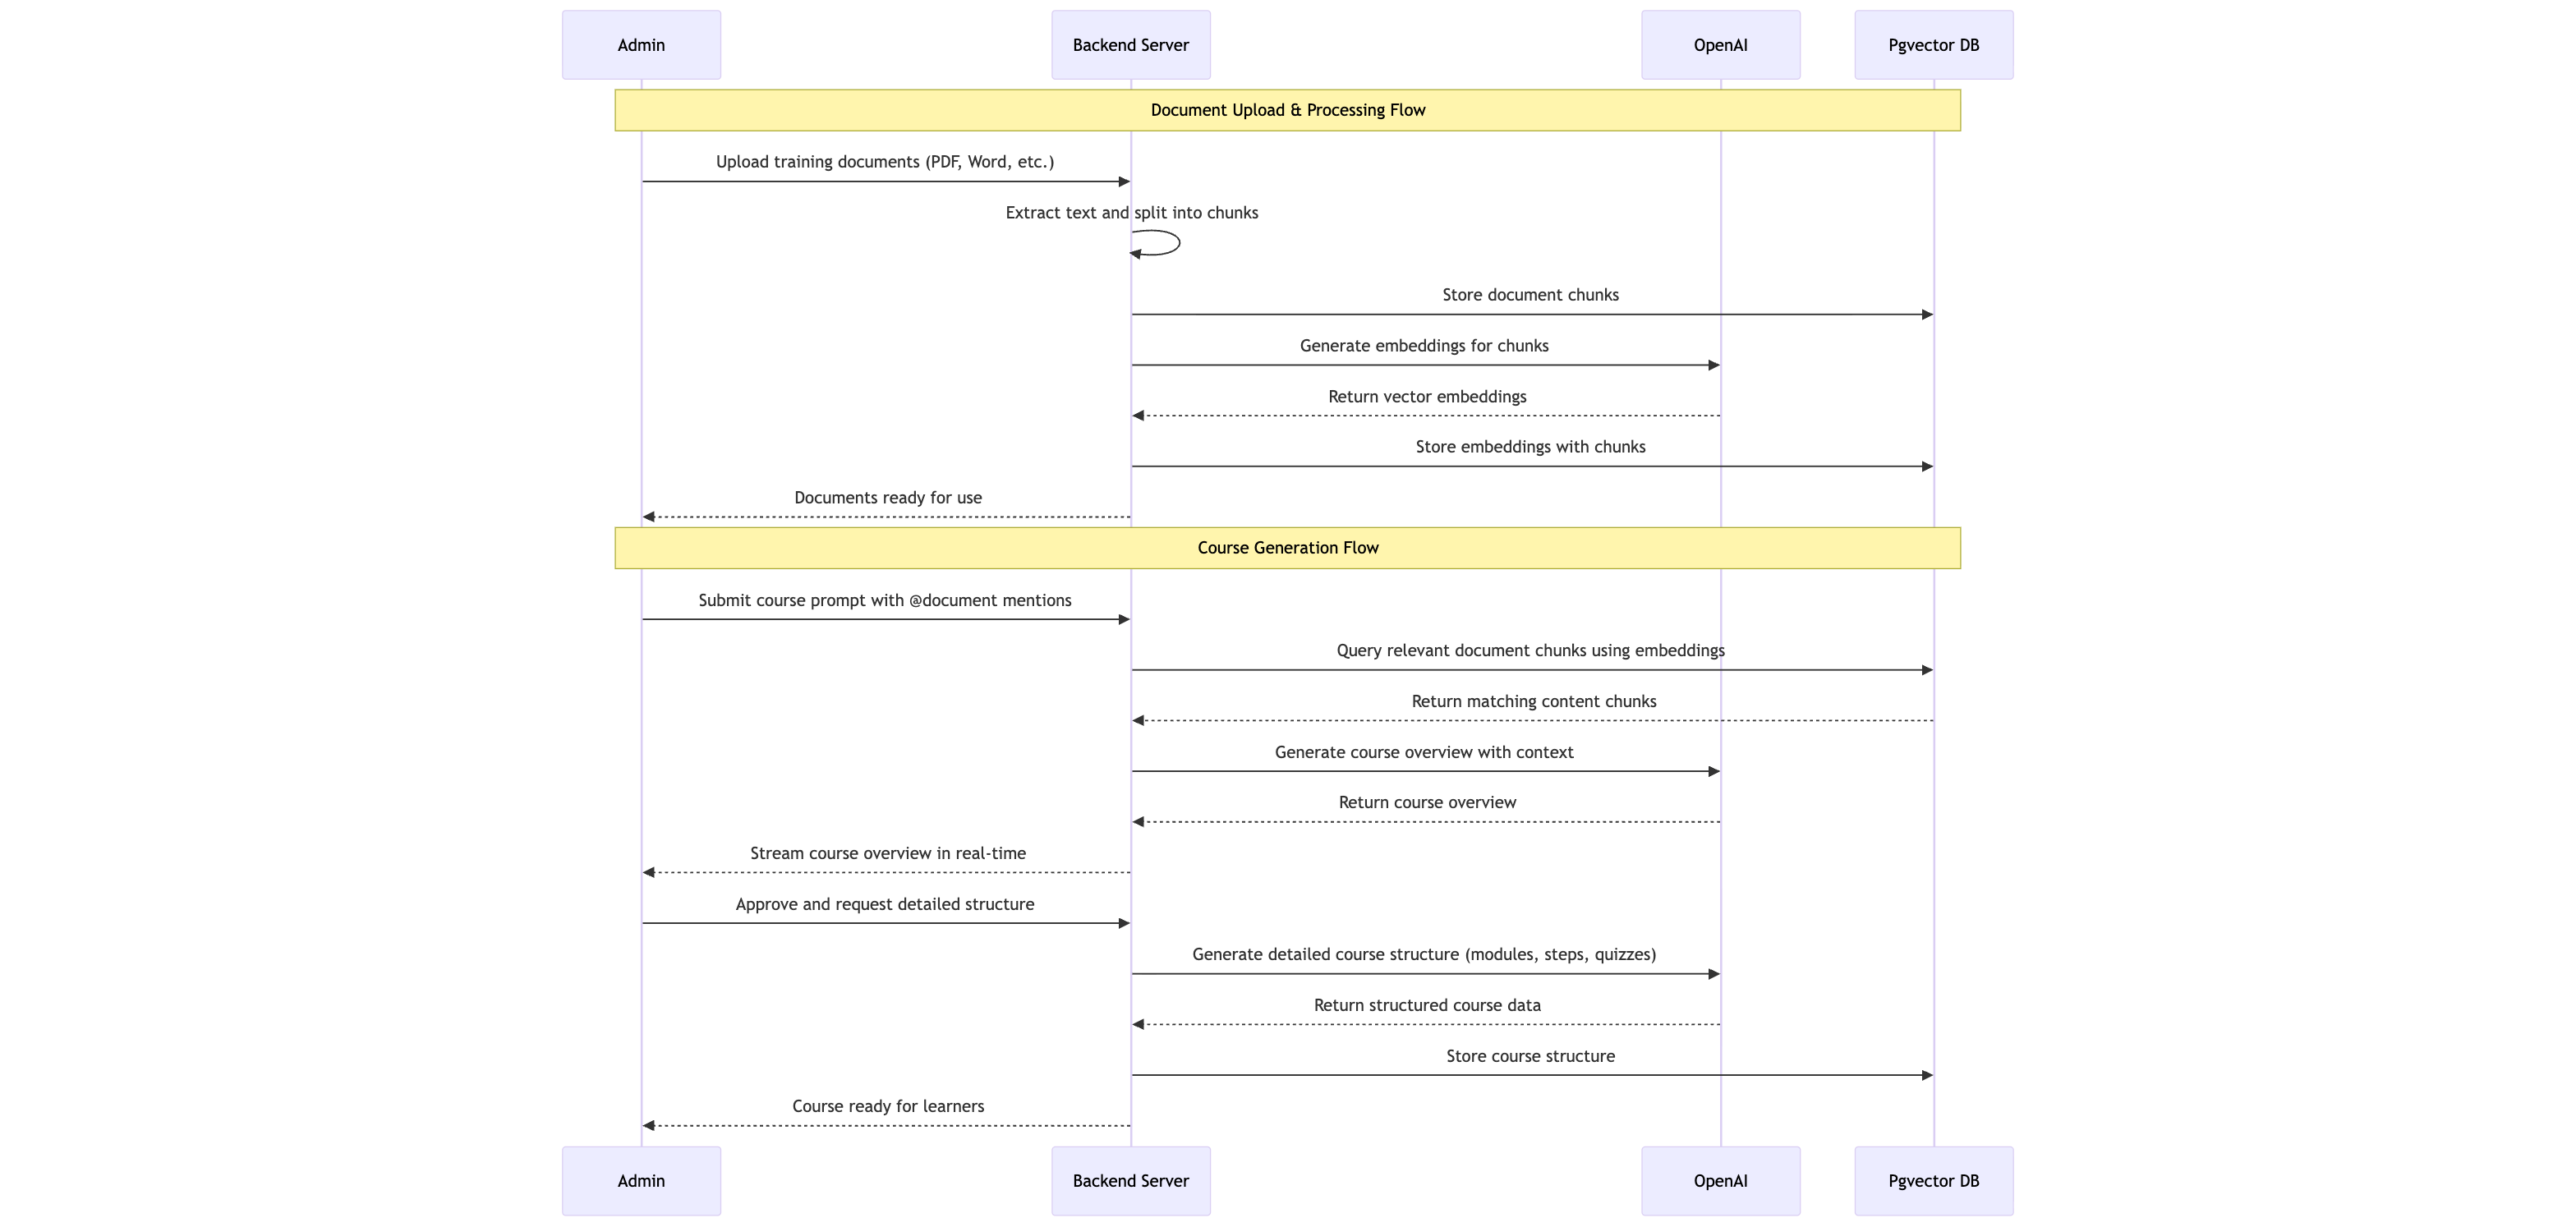 Admin
Backend Server
OpenAI
Pgvector DB
Document Upload & Processing Flow
Upload training documents (PDF, Word, etc.)
Extract text and split into chunks
Store document chunks
Generate embeddings for chunks
Return vector embeddings
Store embeddings with chunks
Documents ready for use
Course Generation Flow
Submit course prompt with @document mentions
Query relevant document chunks using embeddings
Return matching content chunks
Generate course overview with context
Return course overview
Stream course overview in real-time
Approve and request detailed structure
Generate detailed course structure (modules, steps, quizzes)
Return structured course data
Store course structure
Course ready for learners
Admin
Backend Server
OpenAI
Pgvector DB